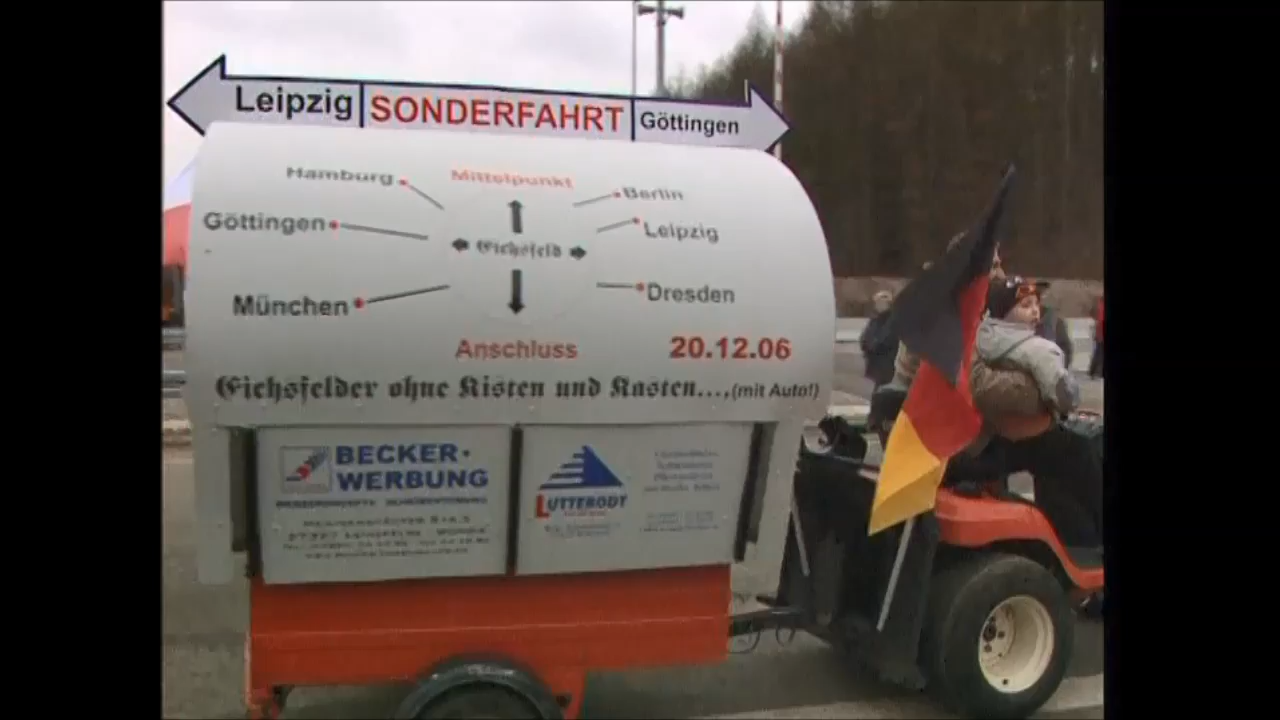 Leipzig SONDERFAHRT Göttingen
Hamburg Mittelpunkt Berlin
Göttingen Leipzig
Eichsfeld
München Dresden
Anschluss 20.12.06
Eichsfelder ohne Kisten und Kasten...,(mit Auto!)
BECKER-
WERBUNG
LUTTERODT